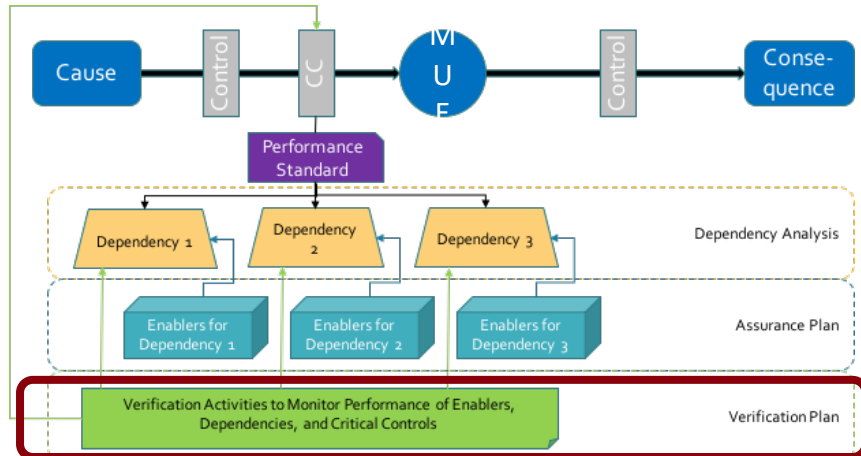 Cause
Control
CC
M
U
E
Control
Conse-
quence
Performance
Standard
Dependency 1
Dependency
2
Dependency 3
Dependency Analysis
Enablers for
Dependency 1
Enablers for
Dependency 2
Enablers for
Dependency 3
Assurance Plan
Verification Activities to Monitor Performance of Enablers,
Dependencies, and Critical Controls
Verification Plan